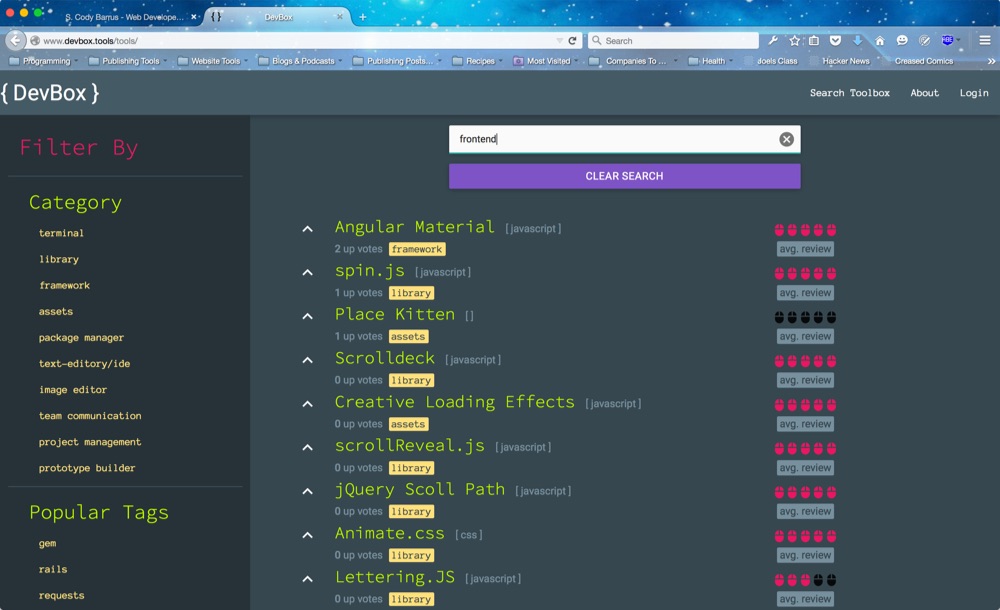 S. Cody Barrus - Web Develope...
{ } DevBox
www.devbox.tools/tools/
Search
Programming
Publishing Tools
Website Tools
Blogs & Podcasts
Publishing Posts...
Recipes
Most Visited
Companies To ...
Health
Joels Class
Hacker News
Creased Comics
{ DevBox }
Search Toolbox
About
Login
Filter By
Category
terminal
library
framework
assets
package manager
text-editory/ide
image editor
team communication
project management
prototype builder
Popular Tags
gem
rails
requests
frontend
CLEAR SEARCH
Angular Material [javascript]
2 up votes framework
avg. review
spin.js [javascript]
1 up votes library
avg. review
Place Kitten []
1 up votes assets
avg. review
Scrolldeck [javascript]
0 up votes library
avg. review
Creative Loading Effects [javascript]
0 up votes assets
avg. review
scrollReveal.js [javascript]
0 up votes library
avg. review
jQuery Scoll Path [javascript]
0 up votes library
avg. review
Animate.css [css]
0 up votes library
avg. review
Lettering.JS [javascript]
0 up votes library
avg. review